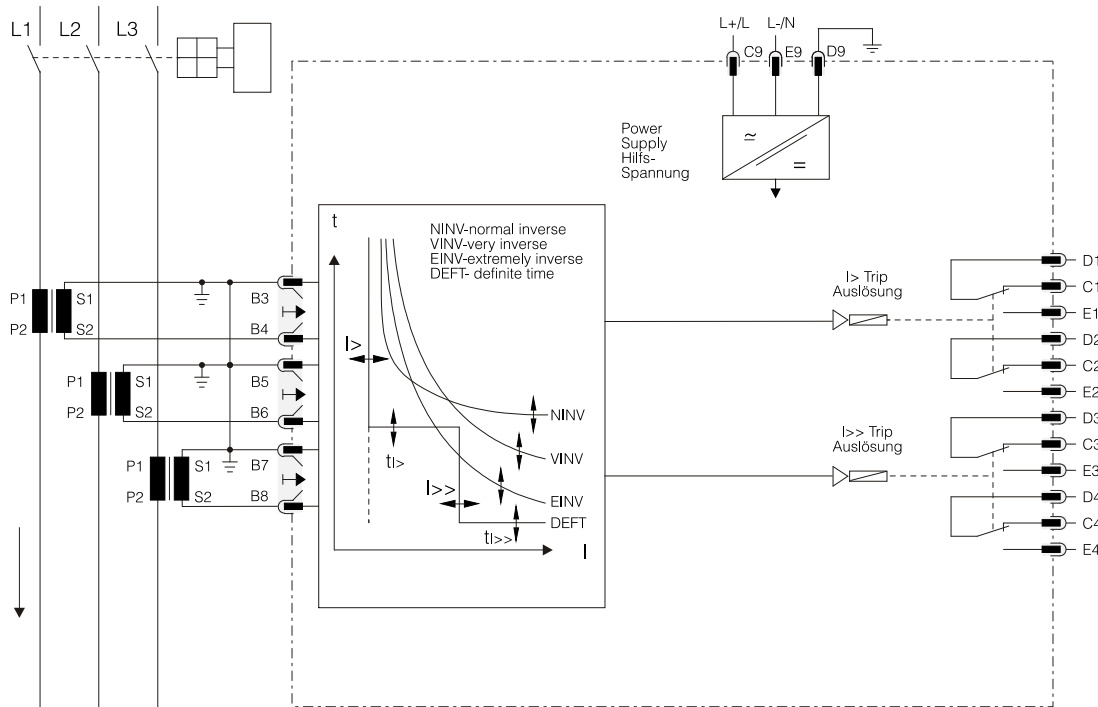 L1 L2 L3
L+/L L-/N
C9 E9 D9
Power
Supply
Hilfs-
Spannung
≃
=
t
NINV-normal inverse
VINV-very inverse
EINV-extremely inverse
DEFT- definite time
I>
tI>
I>>
tI>>
NINV
VINV
EINV
DEFT
I
P1 S1
P2 S2
P1 S1
P2 S2
P1 S1
P2 S2
B3
B4
B5
B6
B7
B8
I> Trip
Auslösung
I>> Trip
Auslösung
D1
C1
E1
D2
C2
E2
D3
C3
E3
D4
C4
E4